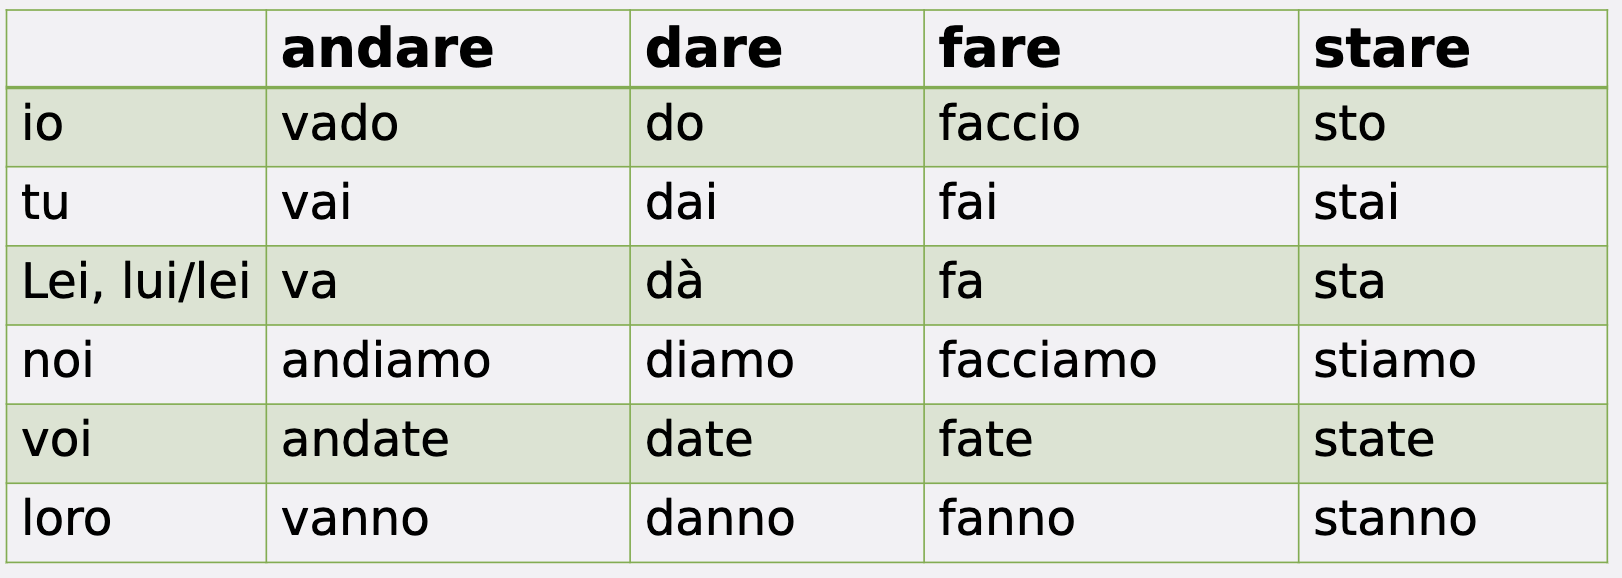 andare dare fare stare
io vado do faccio sto
tu vai dai fai stai
Lei, lui/lei va dà fa sta
noi andiamo diamo facciamo stiamo
voi andate date fate state
loro vanno danno fanno stanno